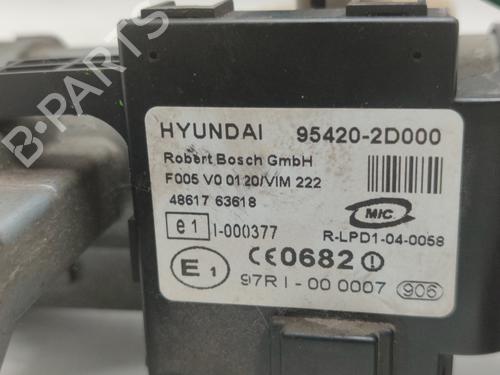 HYUNDAI 95420-2D000
Robert Bosch GmbH
F005 V0 0120/VIM 222
48617 63618
MIC
e1 I-000377 R-LPD1-04-0058
E1 CE0682
97RI-00 0007 906
B-PARTS